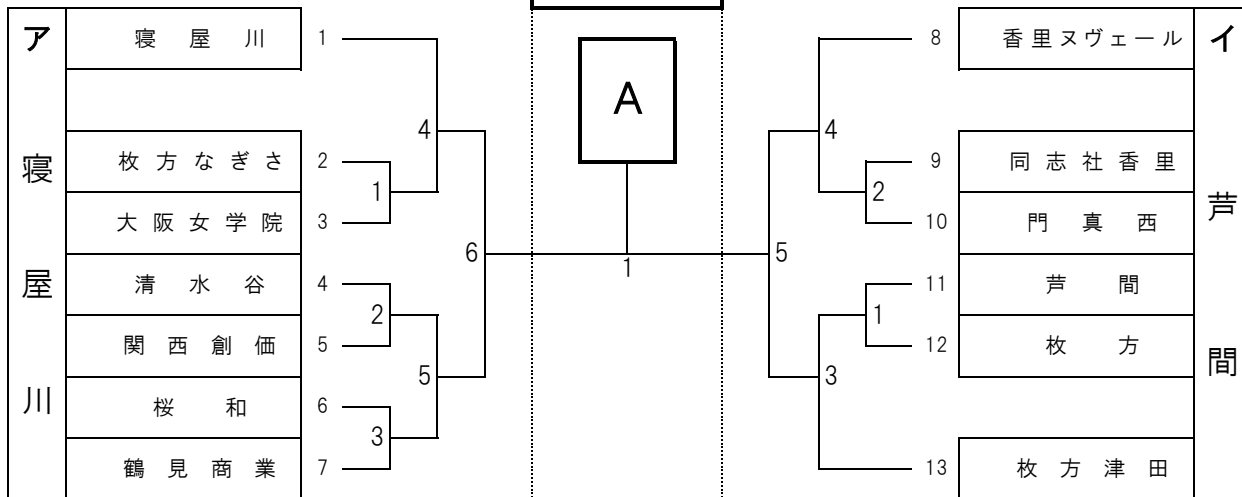 ア 寝屋川 1 8 香里ヌヴェール イ
A
4 4
寝 枚方なぎさ 2 9 同志社香里
1 2 芦
大阪女学院 3 10 門真西
6 1 5
屋 清水谷 4 11 芦間
2 1
関西創価 5 12 枚方 間
5 3
川 桜和 6
3
鶴見商業 7 13 枚方津田